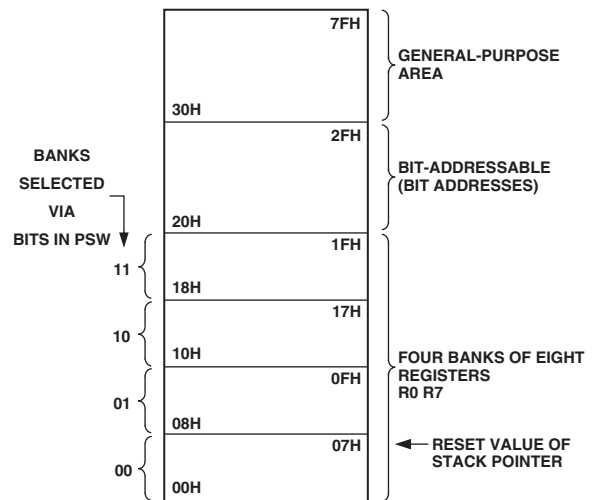 7FH
GENERAL-PURPOSE
AREA
30H
2FH
BANKS
SELECTED
VIA
BITS IN PSW
BIT-ADDRESSABLE
(BIT ADDRESSES)
20H
1FH
11
18H
17H
10
10H
FOUR BANKS OF EIGHT
REGISTERS
R0 R7
0FH
01
08H
07H
RESET VALUE OF
STACK POINTER
00
00H